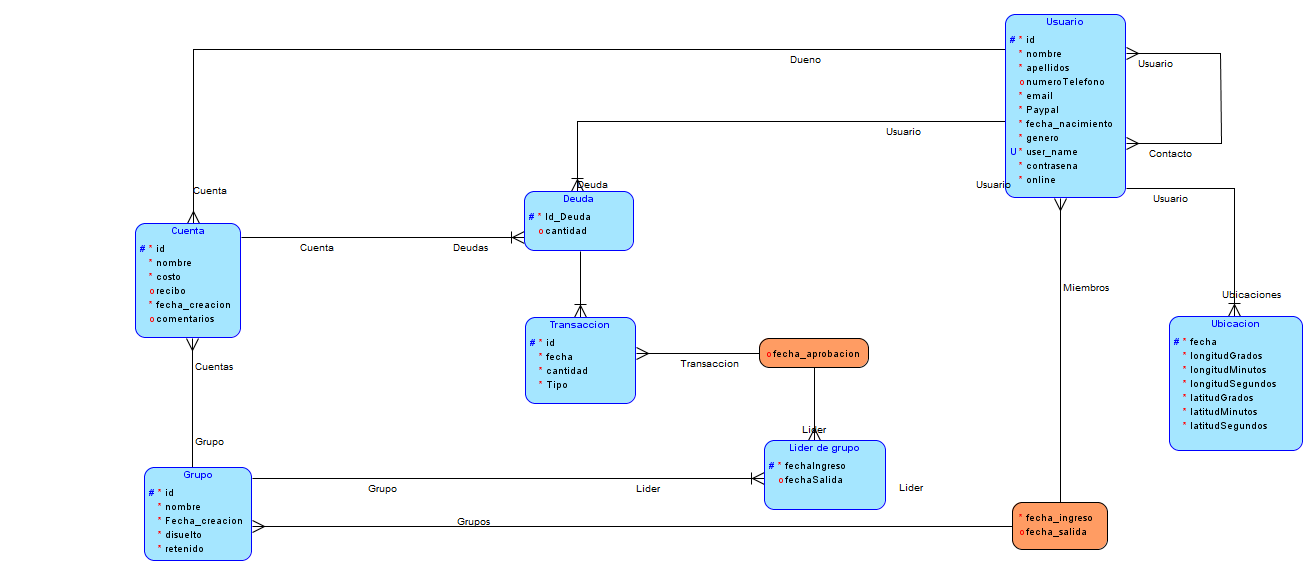 Usuario
# * id
* nombre
* apellidos
o numeroTelefono
* email
* Paypal
* fecha_nacimiento
* genero
U * user_name
* contrasena
* online
Dueno
Usuario
Contacto
Usuario
Usuario
Usuario
Cuenta
Deuda
Deuda
# * Id_Deuda
o cantidad
Cuenta
# * id
* nombre
* costo
o recibo
* fecha_creacion
o comentarios
Cuenta
Deudas
Miembros
Ubicaciones
Ubicacion
# * fecha
* longitudGrados
* longitudMinutos
* longitudSegundos
* latitudGrados
* latitudMinutos
* latitudSegundos
Transaccion
# * id
* fecha
* cantidad
* Tipo
Transaccion
o fecha_aprobacion
Cuentas
Grupo
Lider
Lider de grupo
# * fechaIngreso
o fechaSalida
Grupo
# * id
* nombre
* Fecha_creacion
* disuelto
* retenido
Grupo
Lider
Lider
Grupos
* fecha_ingreso
o fecha_salida